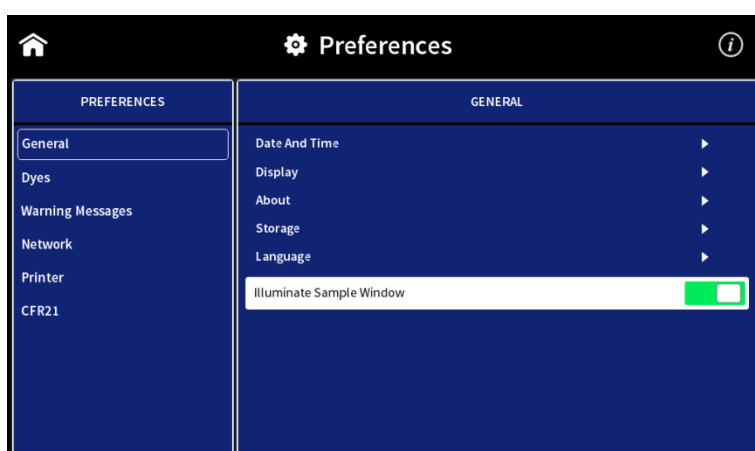 Preferences
PREFERENCES
General
Dyes
Warning Messages
Network
Printer
CFR21
GENERAL
Date And Time
Display
About
Storage
Language
Illuminate Sample Window